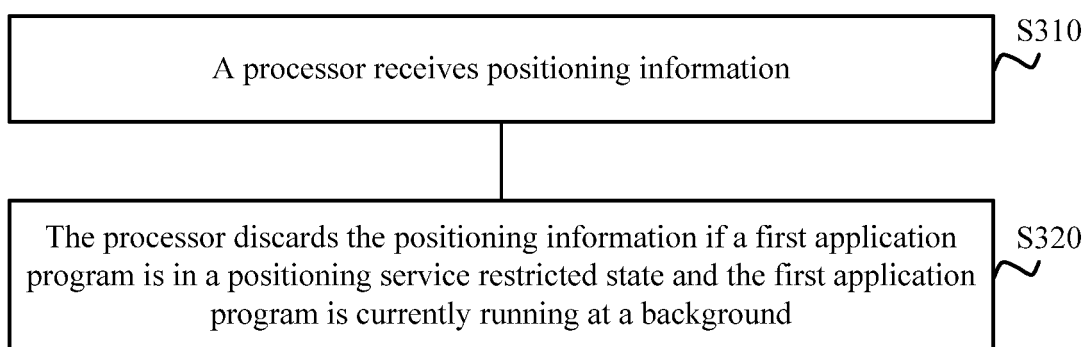 S310
A processor receives positioning information
The processor discards the positioning information if a first application
program is in a positioning service restricted state and the first application
program is currently running at a background
S320